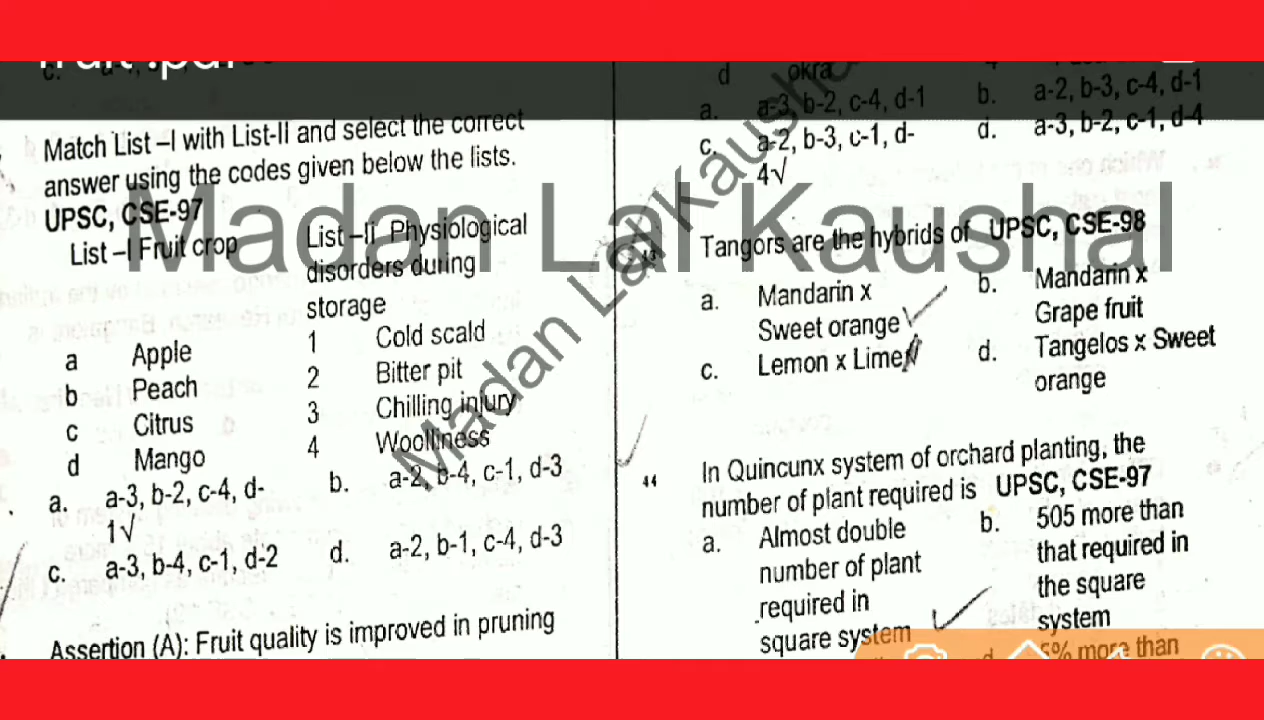 fruit .pdf
c.
Match List –I with List-II and select the correct
answer using the codes given below the lists.
UPSC, CSE-97
List –I Fruit crop
List –II Physiological
disorders during
storage
a Apple 1 Cold scald
b Peach 2 Bitter pit
c Citrus 3 Chilling injury
d Mango 4 Woolliness
a. a-3, b-2, c-4, d-
1√
b. a-2, b-4, c-1, d-3
c. a-3, b-4, c-1, d-2
d. a-2, b-1, c-4, d-3
Assertion (A): Fruit quality is improved in pruning
d okra
a. a-3, b-2, c-4, d-1
b. a-2, b-3, c-4, d-1
c. a-2, b-3, c-1, d-
4√
d. a-3, b-2, c-1, d-4
Tangors are the hybrids of UPSC, CSE-98
a. Mandarin x
Sweet orange
b. Mandarin x
Grape fruit
c. Lemon x Lime
d. Tangelos x Sweet
orange
44 In Quincunx system of orchard planting, the
number of plant required is UPSC, CSE-97
a. Almost double
number of plant
required in
square system
b. 505 more than
that required in
the square
system
d 5% more than
Madan Lal Kaushal
Madan Lal Kausha